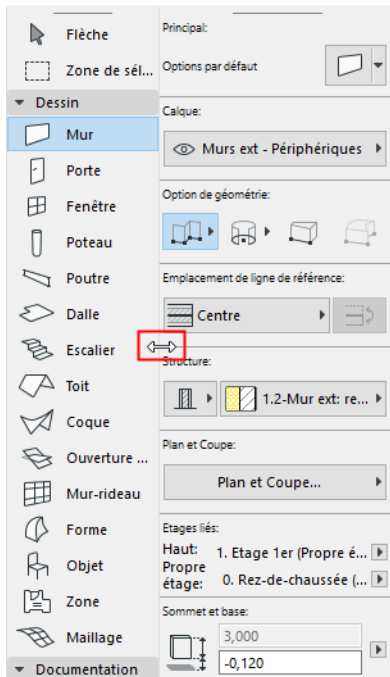 Flèche
Zone de sél...
Dessin
Mur
Porte
Fenêtre
Poteau
Poutre
Dalle
Escalier
Toit
Coque
Ouverture ...
Mur-rideau
Forme
Objet
Zone
Maillage
Documentation
Principal:
Options par défaut
Calque:
Murs ext - Périphériques
Option de géométrie:
Emplacement de ligne de référence:
Centre
Structure:
1.2-Mur ext: re...
Plan et Coupe:
Plan et Coupe...
Etages liés:
Haut: 1. Etage 1er (Propre é...
Propre
étage: 0. Rez-de-chaussée (...
Sommet et base:
3,000
-0,120